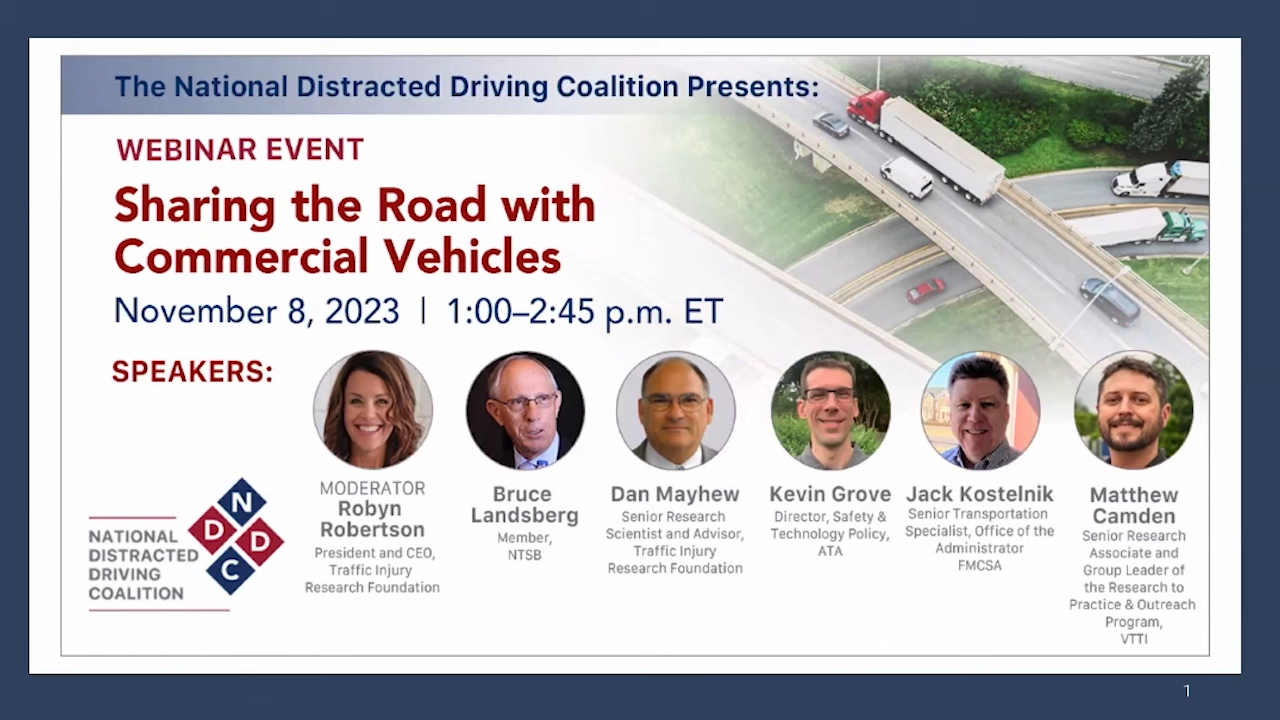 The National Distracted Driving Coalition Presents:
WEBINAR EVENT
Sharing the Road with
Commercial Vehicles
November 8, 2023 | 1:00–2:45 p.m. ET
SPEAKERS:
MODERATOR
Robyn
Robertson
President and CEO,
Traffic Injury
Research Foundation
Bruce
Landsberg
Member,
NTSB
Dan Mayhew
Senior Research
Scientist and Advisor,
Traffic Injury
Research Foundation
Kevin Grove
Director, Safety &
Technology Policy,
ATA
Jack Kostelnik
Senior Transportation
Specialist, Office of the
Administrator
FMCSA
Matthew
Camden
Senior Research
Associate and
Group Leader of
the Research to
Practice & Outreach
Program,
VTTI
NATIONAL
DISTRACTED
DRIVING
COALITION
N
D D
C
1